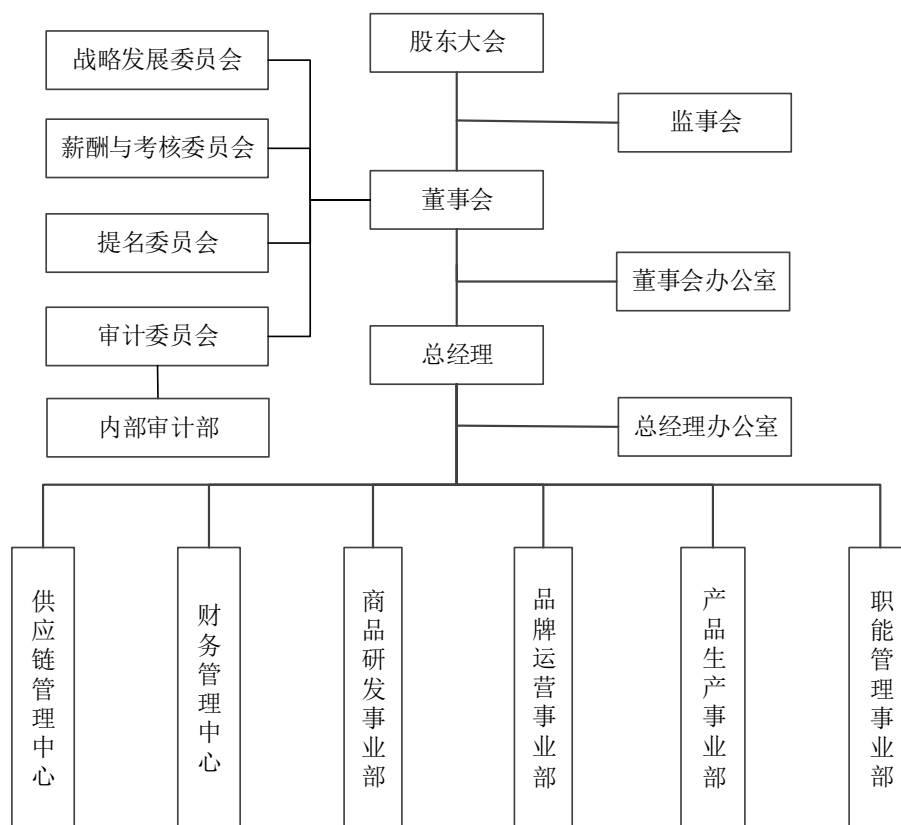 股东大会
战略发展委员会
监事会
薪酬与考核委员会
董事会
提名委员会
董事会办公室
审计委员会
总经理
内部审计部
总经理办公室
供应链管理中心
财务管理中心
商品研发事业部
品牌运营事业部
产品生产事业部
职能管理事业部